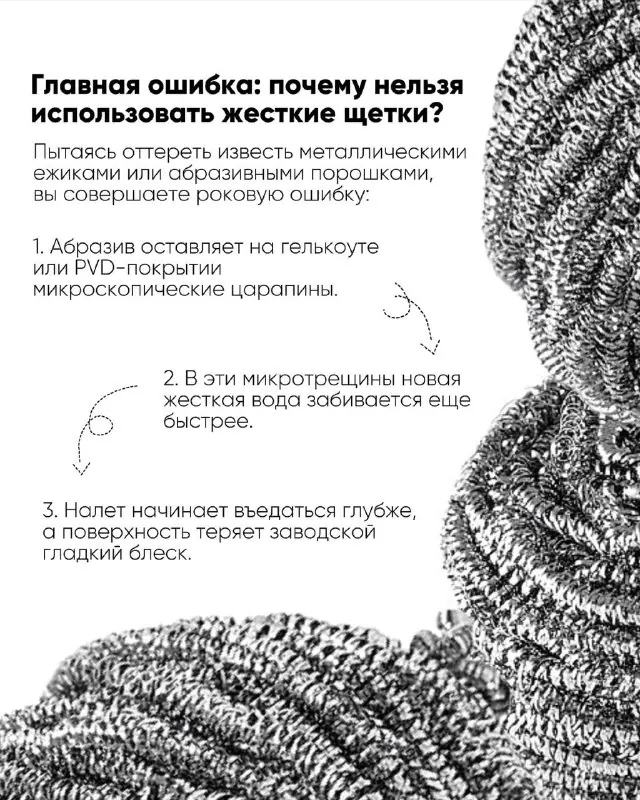 Главная ошибка: почему нельзя
использовать жесткие щетки?
Пытаясь оттереть известь металлическими
ежиками или абразивными порошками,
вы совершаете роковую ошибку:
1. Абразив оставляет на гелькоуте
или PVD-покрытии
микроскопические царапины.
2. В эти микротрещины новая
жесткая вода забивается еще
быстрее.
3. Налет начинает въедаться глубже,
а поверхность теряет заводской
гладкий блеск.